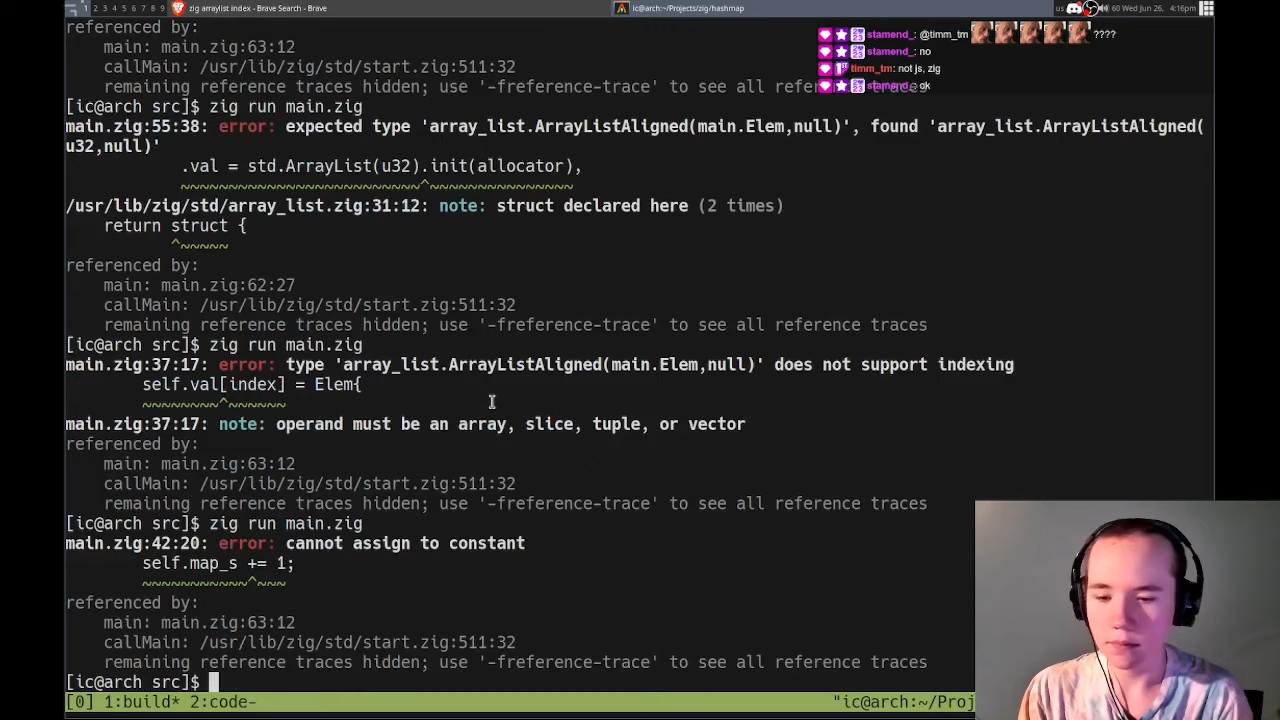 1 2 3 4 5 6 7 8 9 zig arraylist index - Brave Search - Brave ic@arch:~/Projects/zig/hashmap us 60 Wed Jun 26, 4:16pm
stamend_: @timm_tm ????
stamend_: no
timm_tm: not js, zig
stamend_: ok
referenced by:
main: main.zig:63:12
callMain: /usr/lib/zig/std/start.zig:511:32
remaining reference traces hidden; use '-freference-trace' to see all reference traces
[ic@arch src]$ zig run main.zig
main.zig:55:38: error: expected type 'array_list.ArrayListAligned(main.Elem,null)', found 'array_list.ArrayListAligned(
u32,null)'
.val = std.ArrayList(u32).init(allocator),
~~~~~~~~~~~~~~~~~~~~~~~~~^~~~~~~~~~~~~~~~
/usr/lib/zig/std/array_list.zig:31:12: note: struct declared here (2 times)
return struct {
^~~~~~
referenced by:
main: main.zig:62:27
callMain: /usr/lib/zig/std/start.zig:511:32
remaining reference traces hidden; use '-freference-trace' to see all reference traces
[ic@arch src]$ zig run main.zig
main.zig:37:17: error: type 'array_list.ArrayListAligned(main.Elem,null)' does not support indexing
self.val[index] = Elem{
~~~~~~~~^~~~~~~
main.zig:37:17: note: operand must be an array, slice, tuple, or vector
referenced by:
main: main.zig:63:12
callMain: /usr/lib/zig/std/start.zig:511:32
remaining reference traces hidden; use '-freference-trace' to see all reference traces
[ic@arch src]$ zig run main.zig
main.zig:42:20: error: cannot assign to constant
self.map_s += 1;
~~~~~~~~~~~^~~~
referenced by:
main: main.zig:63:12
callMain: /usr/lib/zig/std/start.zig:511:32
remaining reference traces hidden; use '-freference-trace' to see all reference traces
[ic@arch src]$
[0] 1:build* 2:code- "ic@arch:~/Proj